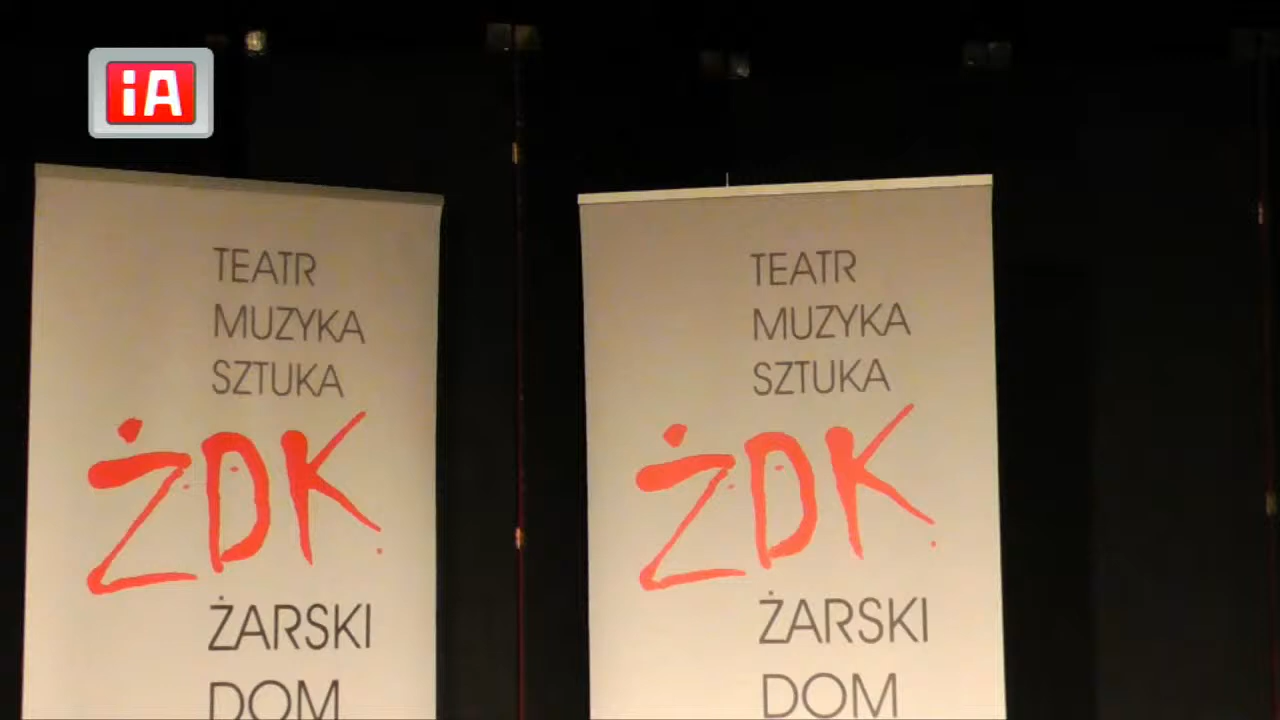 iA
TEATR
MUZYKA
SZTUKA
ŻDK
ŻARSKI
DOM
TEATR
MUZYKA
SZTUKA
ŻDK
ŻARSKI
DOM